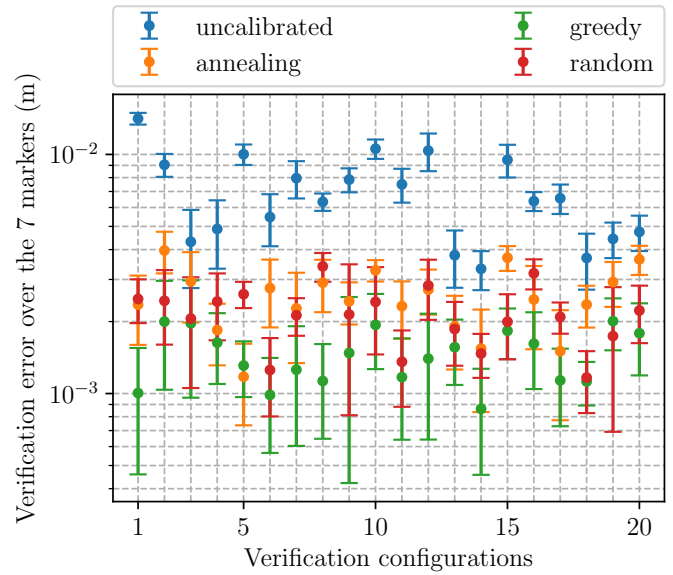 uncalibrated
annealing
greedy
random
Verification error over the 7 markers (m)
10⁻²
10⁻³
1 5 10 15 20
Verification configurations